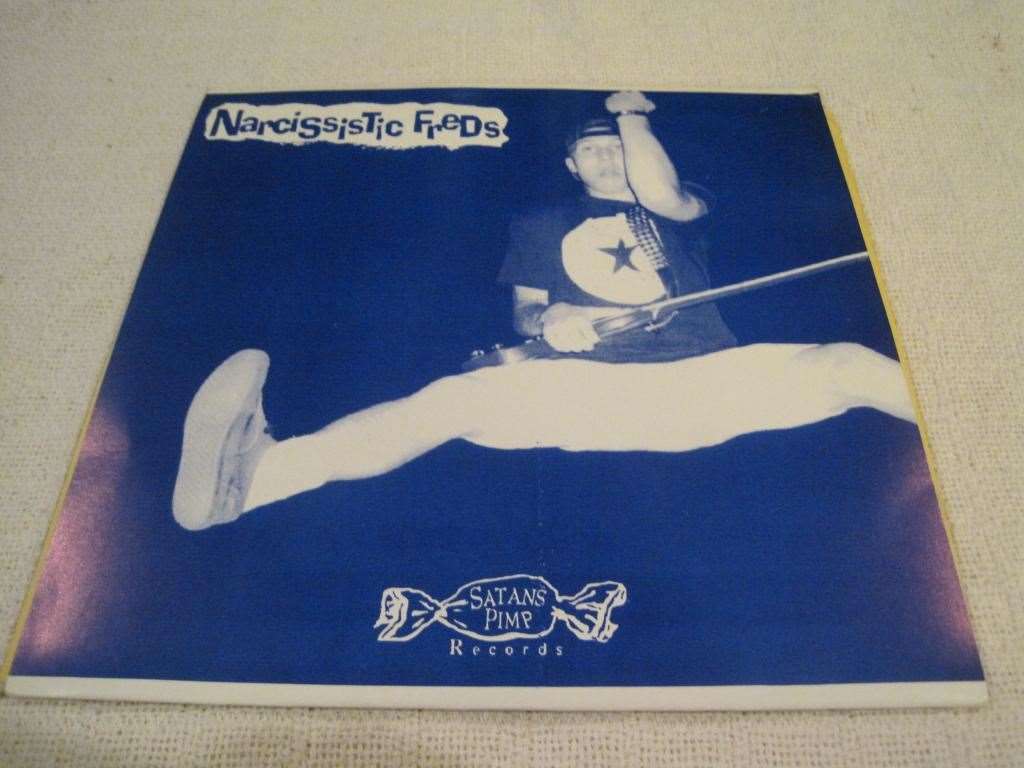 NarcissisTic FreDs
SATANS
PIMP
Records